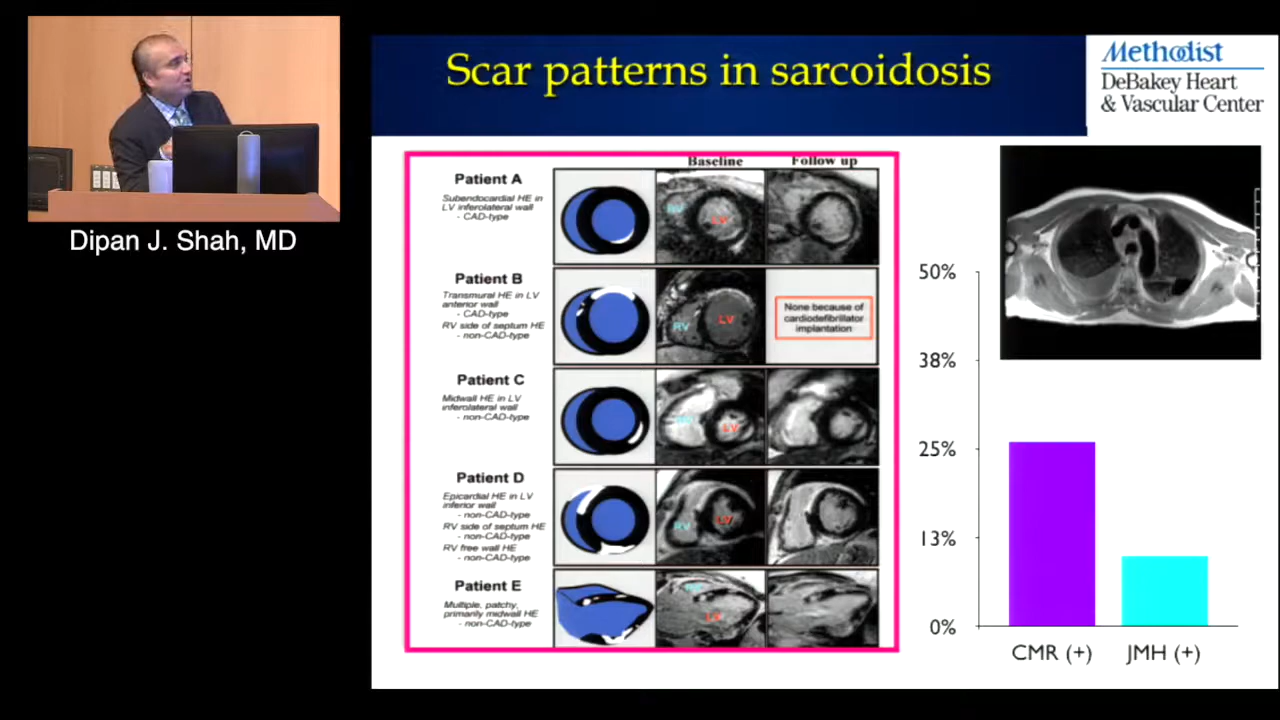 Scar patterns in sarcoidosis
Methodist
DeBakey Heart
& Vascular Center
Dipan J. Shah, MD
Baseline
Follow up
Patient A
Subendocardial HE in
LV inferolateral wall
- CAD-type
RV
LV
Patient B
Transmural HE in LV
anterior wall
- CAD-type
RV side of septum HE
- non-CAD-type
RV
LV
None because of
cardiodefibrillator
implantation
Patient C
Midwall HE in LV
inferolateral wall
- non-CAD-type
RV
LV
Patient D
Epicardial HE in LV
inferior wall
- non-CAD-type
RV side of septum HE
- non-CAD-type
RV free wall HE
- non-CAD-type
RV
LV
Patient E
Multiple, patchy,
primarily midwall HE
- non-CAD-type
LV
50%
38%
25%
13%
0%
CMR (+)
JMH (+)